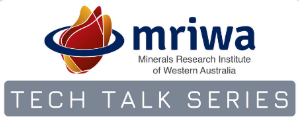 mriwa
Minerals Research Institute
of Western Australia
TECH TALK SERIES